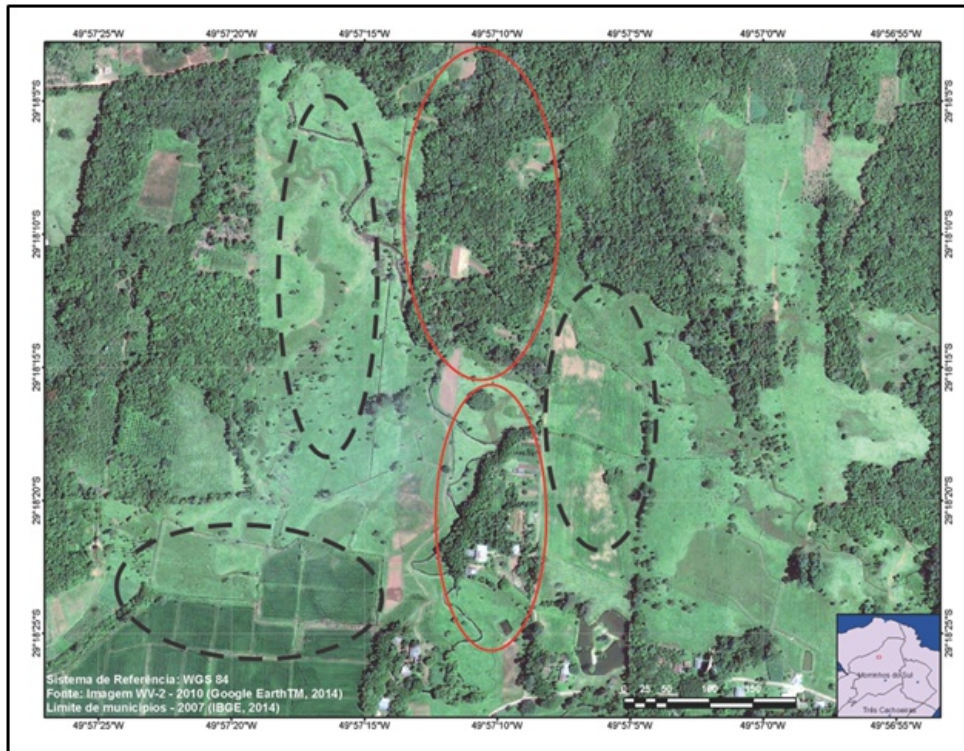 49°57'25"W 49°57'20"W 49°57'15"W 49°57'10"W 49°57'5"W 49°57'0"W 49°56'55"W
29°18'5"S 29°18'5"S
29°18'10"S 29°18'10"S
29°18'15"S 29°18'15"S
29°18'20"S 29°18'20"S
29°18'25"S 29°18'25"S
Sistema de Referência: WGS 84
Fonte: Imagem WV-2 - 2010 (Google EarthTM, 2014)
Limite de municípios - 2007 (IBGE, 2014)
0 25 50 100 150
Morrinhos do Sul
Três Cachoeiras
49°57'25"W 49°57'20"W 49°57'15"W 49°57'10"W 49°57'5"W 49°57'0"W 49°56'55"W